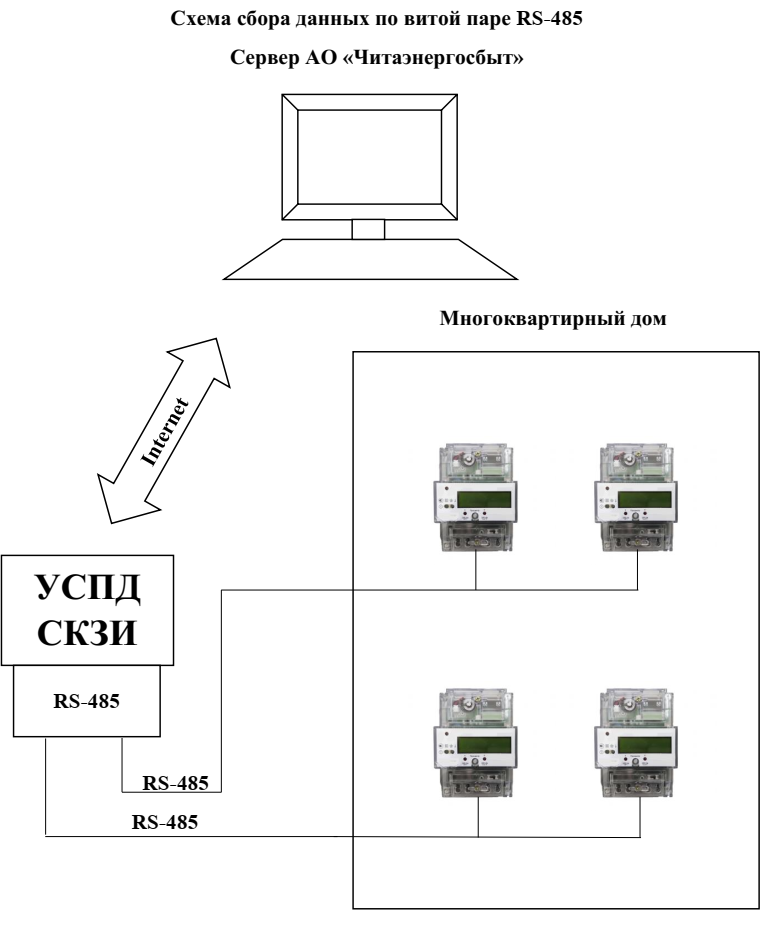 Схема сбора данных по витой паре RS-485
Сервер АО «Читаэнергосбыт»
Многоквартирный дом
Internet
УСПД
СКЗИ
RS-485
RS-485
RS-485